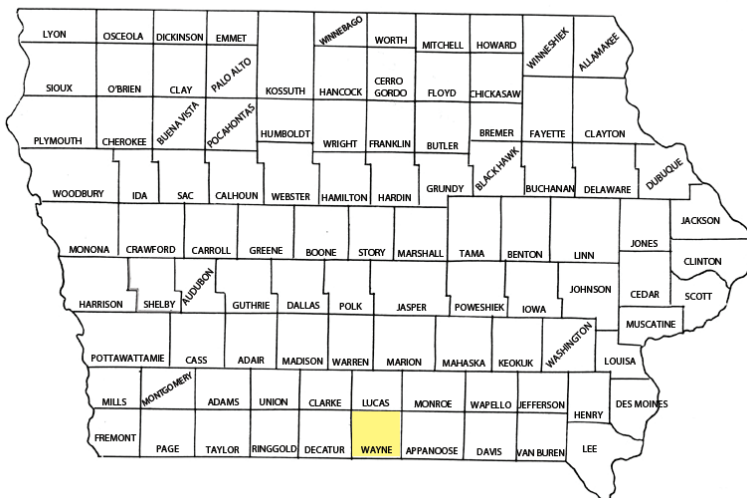 LYON OSCEOLA DICKINSON EMMET WINNEBAGO WORTH MITCHELL HOWARD WINNESHIEK ALLAMAKEE
SIOUX O'BRIEN CLAY PALO ALTO KOSSUTH HANCOCK CERRO GORDO FLOYD CHICKASAW
PLYMOUTH CHEROKEE BUENA VISTA POCAHONTAS HUMBOLDT WRIGHT FRANKLIN BUTLER BREMER FAYETTE CLAYTON
WOODBURY IDA SAC CALHOUN WEBSTER HAMILTON HARDIN GRUNDY BLACK HAWK BUCHANAN DELAWARE DUBUQUE
MONONA CRAWFORD CARROLL GREENE BOONE STORY MARSHALL TAMA BENTON LINN JONES JACKSON
CLINTON
HARRISON SHELBY AUDUBON GUTHRIE DALLAS POLK JASPER POWESHIEK IOWA JOHNSON CEDAR SCOTT
MUSCATINE
POTTAWATTAMIE CASS ADAIR MADISON WARREN MARION MAHASKA KEOKUK WASHINGTON LOUISA
MILLS MONTGOMERY ADAMS UNION CLARKE LUCAS MONROE WAPELLO JEFFERSON HENRY DES MOINES
FREMONT PAGE TAYLOR RINGGOLD DECATUR WAYNE APPANOOSE DAVIS VAN BUREN LEE